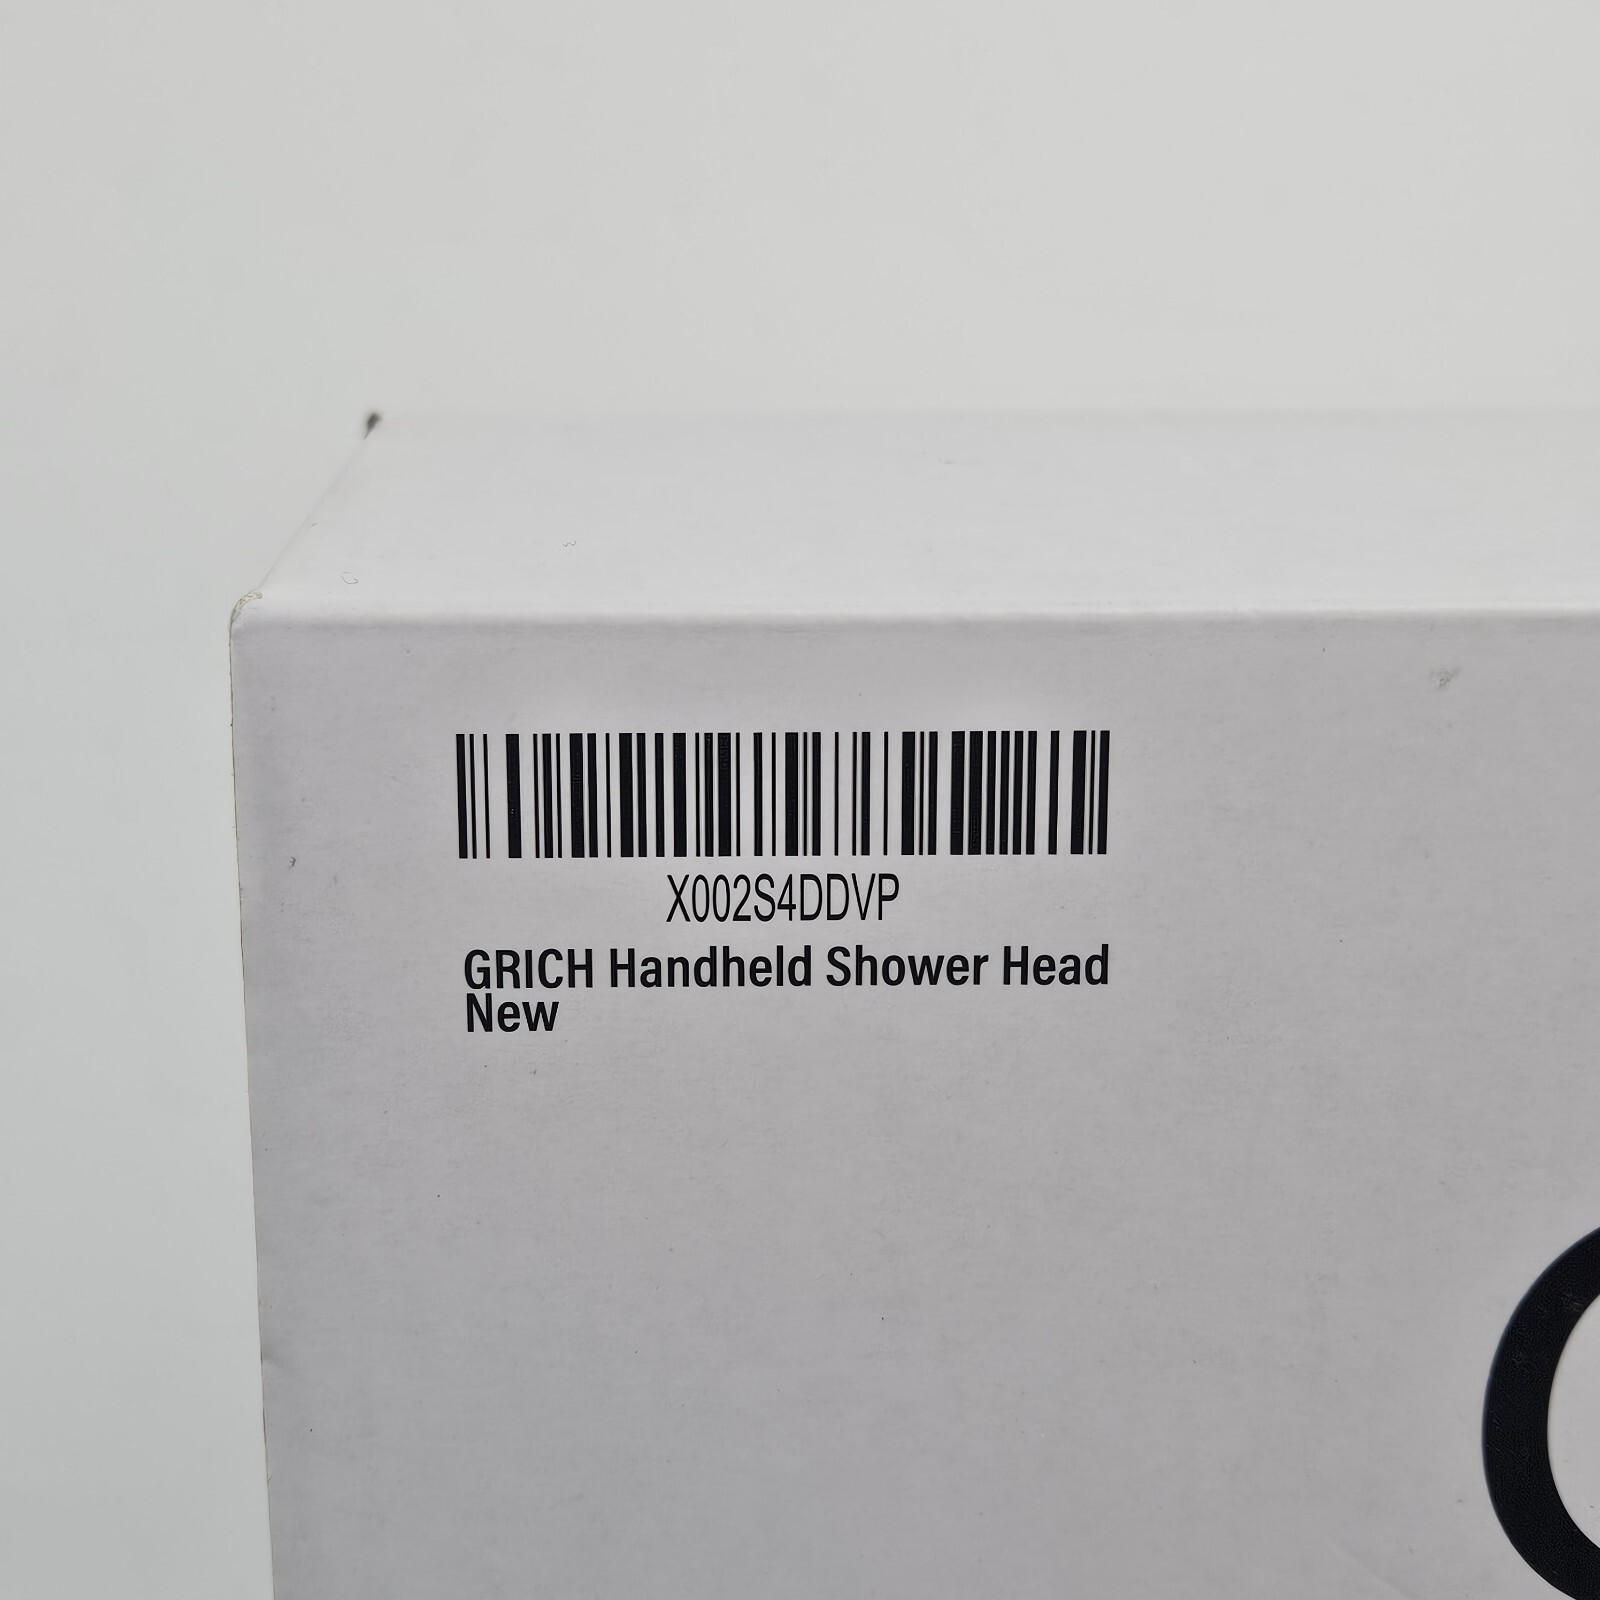 X002S4DDVP
GRICH Handheld Shower Head
New